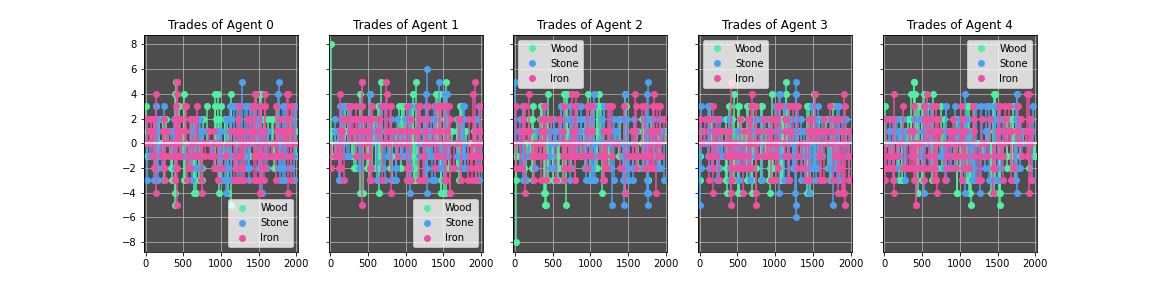 Trades of Agent 0
Trades of Agent 1
Trades of Agent 2
Trades of Agent 3
Trades of Agent 4
8
6
4
2
0
−2
−4
−6
−8
Wood
Stone
Iron
0
500
1000
1500
2000
Wood
Stone
Iron
0
500
1000
1500
2000
Wood
Stone
Iron
0
500
1000
1500
2000
Wood
Stone
Iron
0
500
1000
1500
2000
Wood
Stone
Iron
0
500
1000
1500
2000